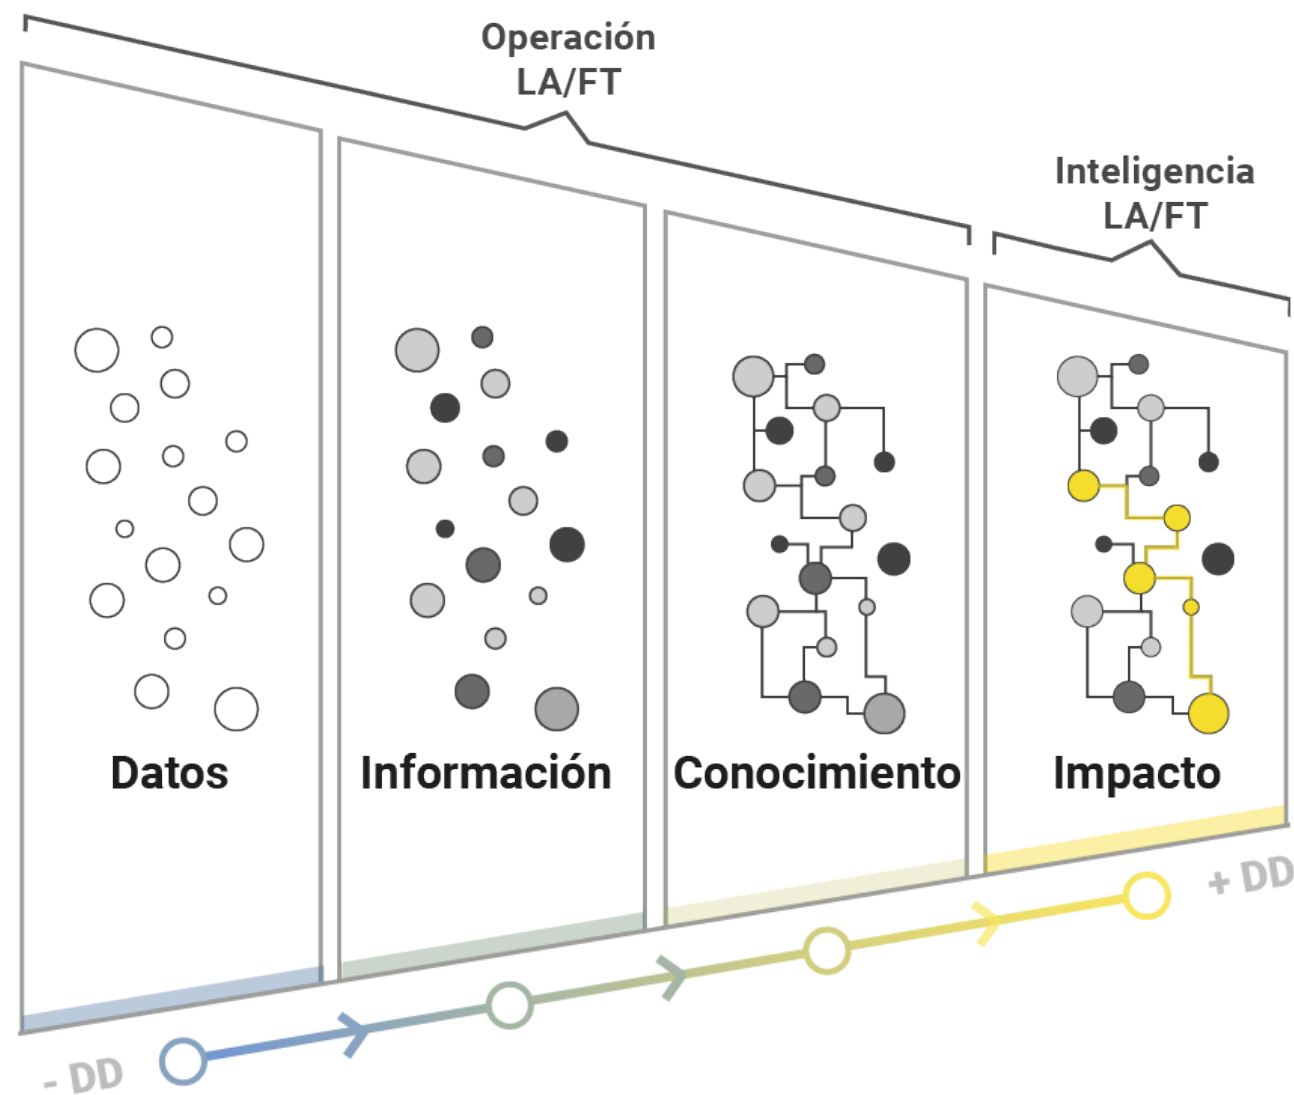 Operación
LA/FT
Inteligencia
LA/FT
Datos
Información
Conocimiento
Impacto
- DD
+ DD